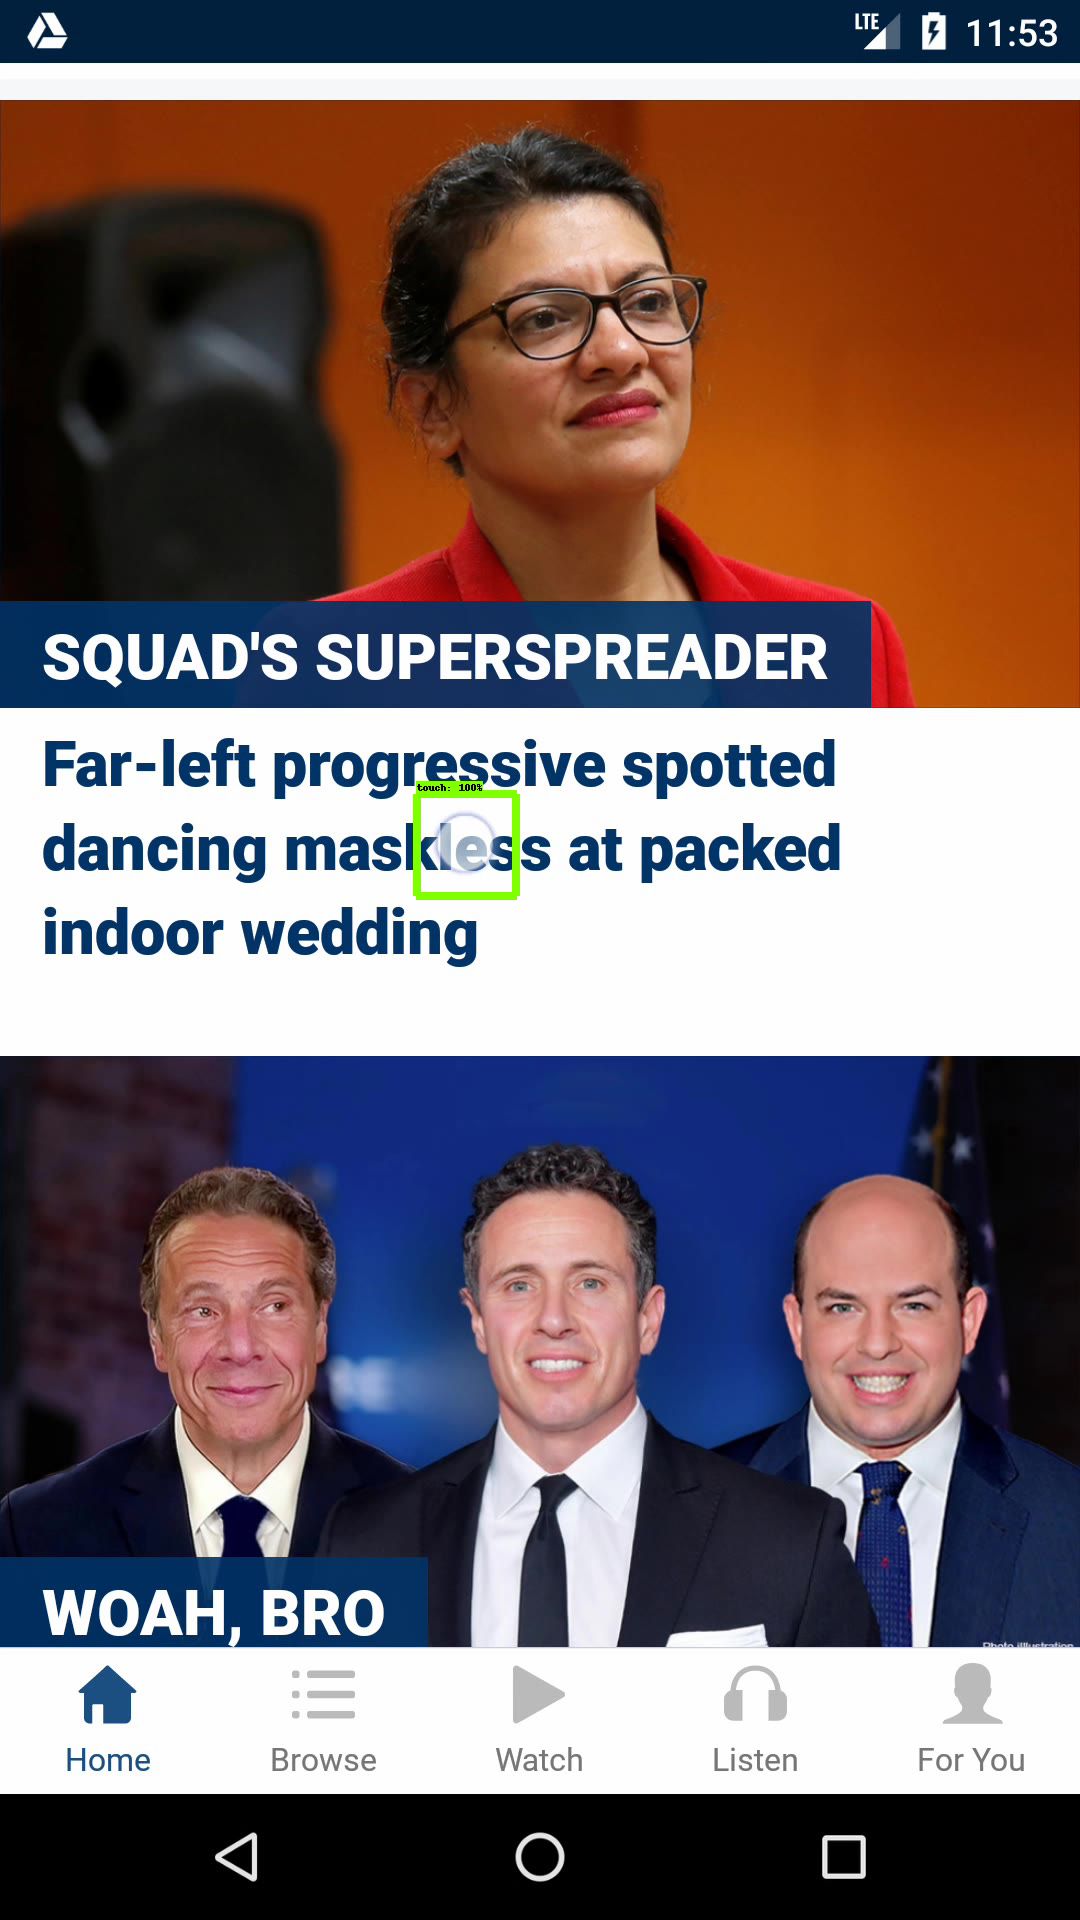 LTE 11:53
SQUAD'S SUPERSPREADER
Far-left progressive spotted
touch: 100%
dancing maskless at packed
indoor wedding
WOAH, BRO
Photo illustration
Home Browse Watch Listen For You